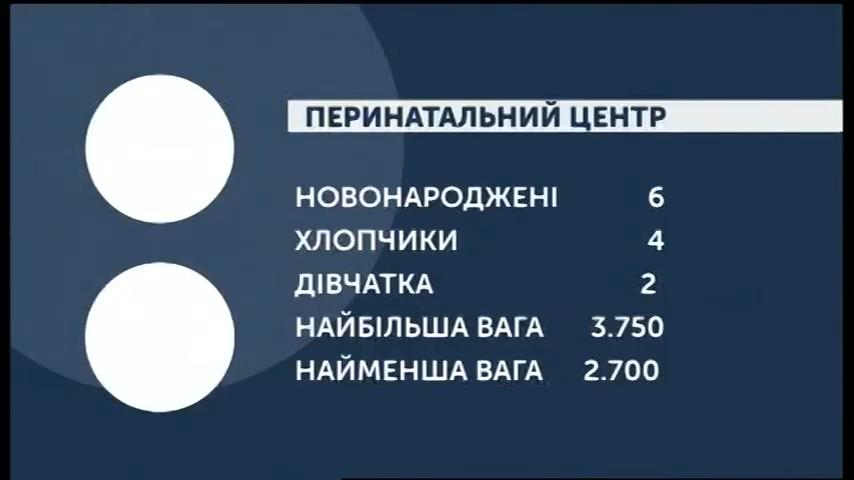 ПЕРИНАТАЛЬНИЙ ЦЕНТР
НОВОНАРОДЖЕНІ 6
ХЛОПЧИКИ 4
ДІВЧАТКА 2
НАЙБІЛЬША ВАГА 3.750
НАЙМЕНША ВАГА 2.700